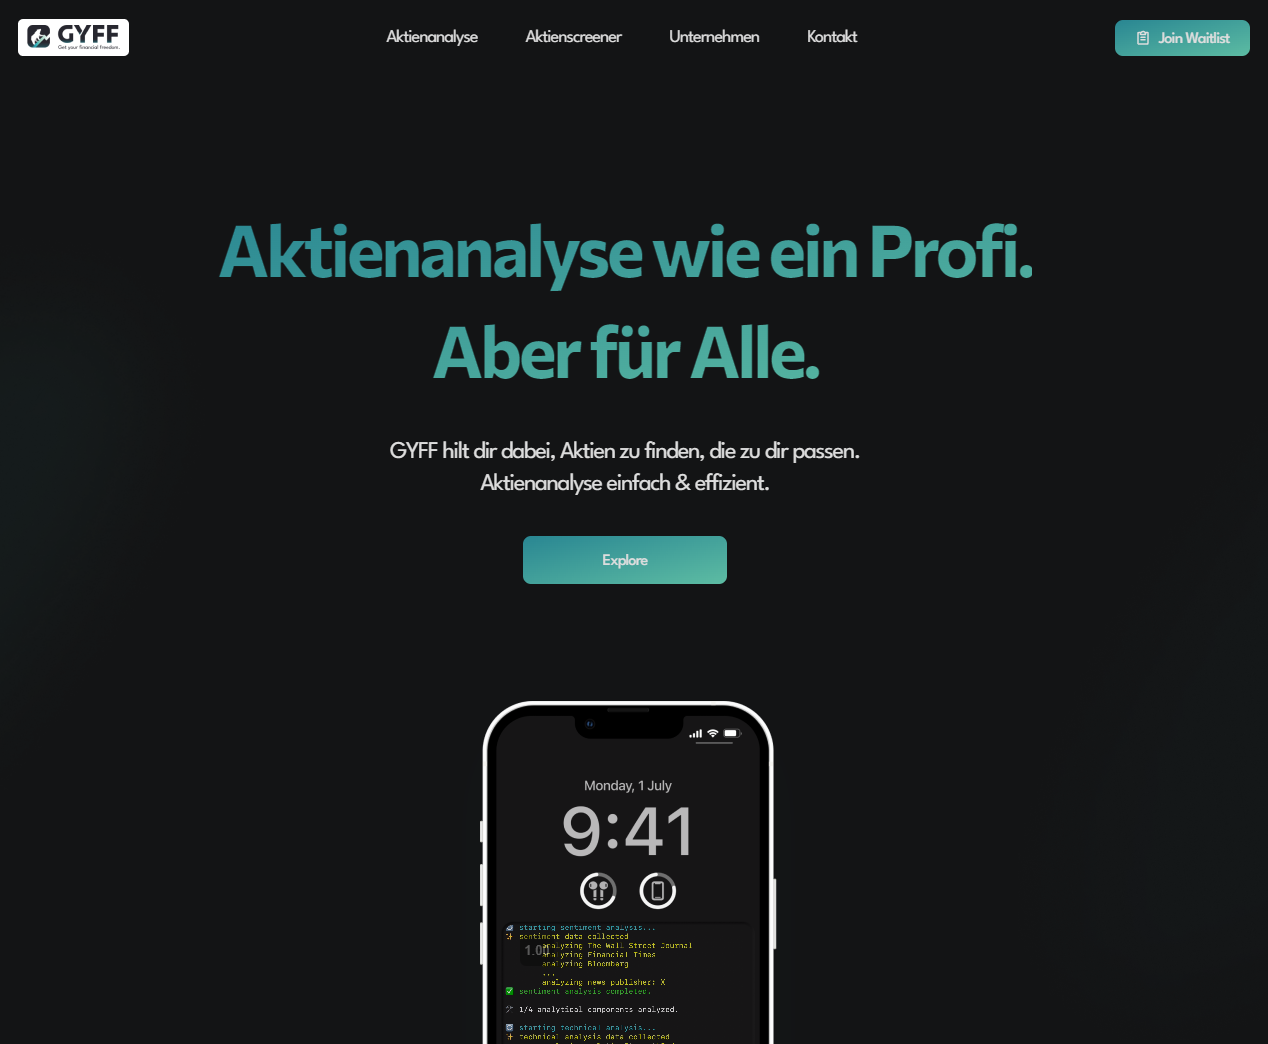 GYFF
Get your financial freedom.
Aktienanalyse
Aktienscreener
Unternehmen
Kontakt
Join Waitlist
Aktienanalyse wie ein Profi.
Aber für Alle.
GYFF hilt dir dabei, Aktien zu finden, die zu dir passen.
Aktienanalyse einfach & effizient.
Explore
Monday, 1 July
9:41
starting sentiment analysis...
sentiment data collected
analyzing The Wall Street Journal
analyzing Financial Times
analyzing Bloomberg
...
analyzing news publisher: X
sentiment analysis completed.
1/4 analytical components analyzed.
starting technical analysis...
technical analysis data collected